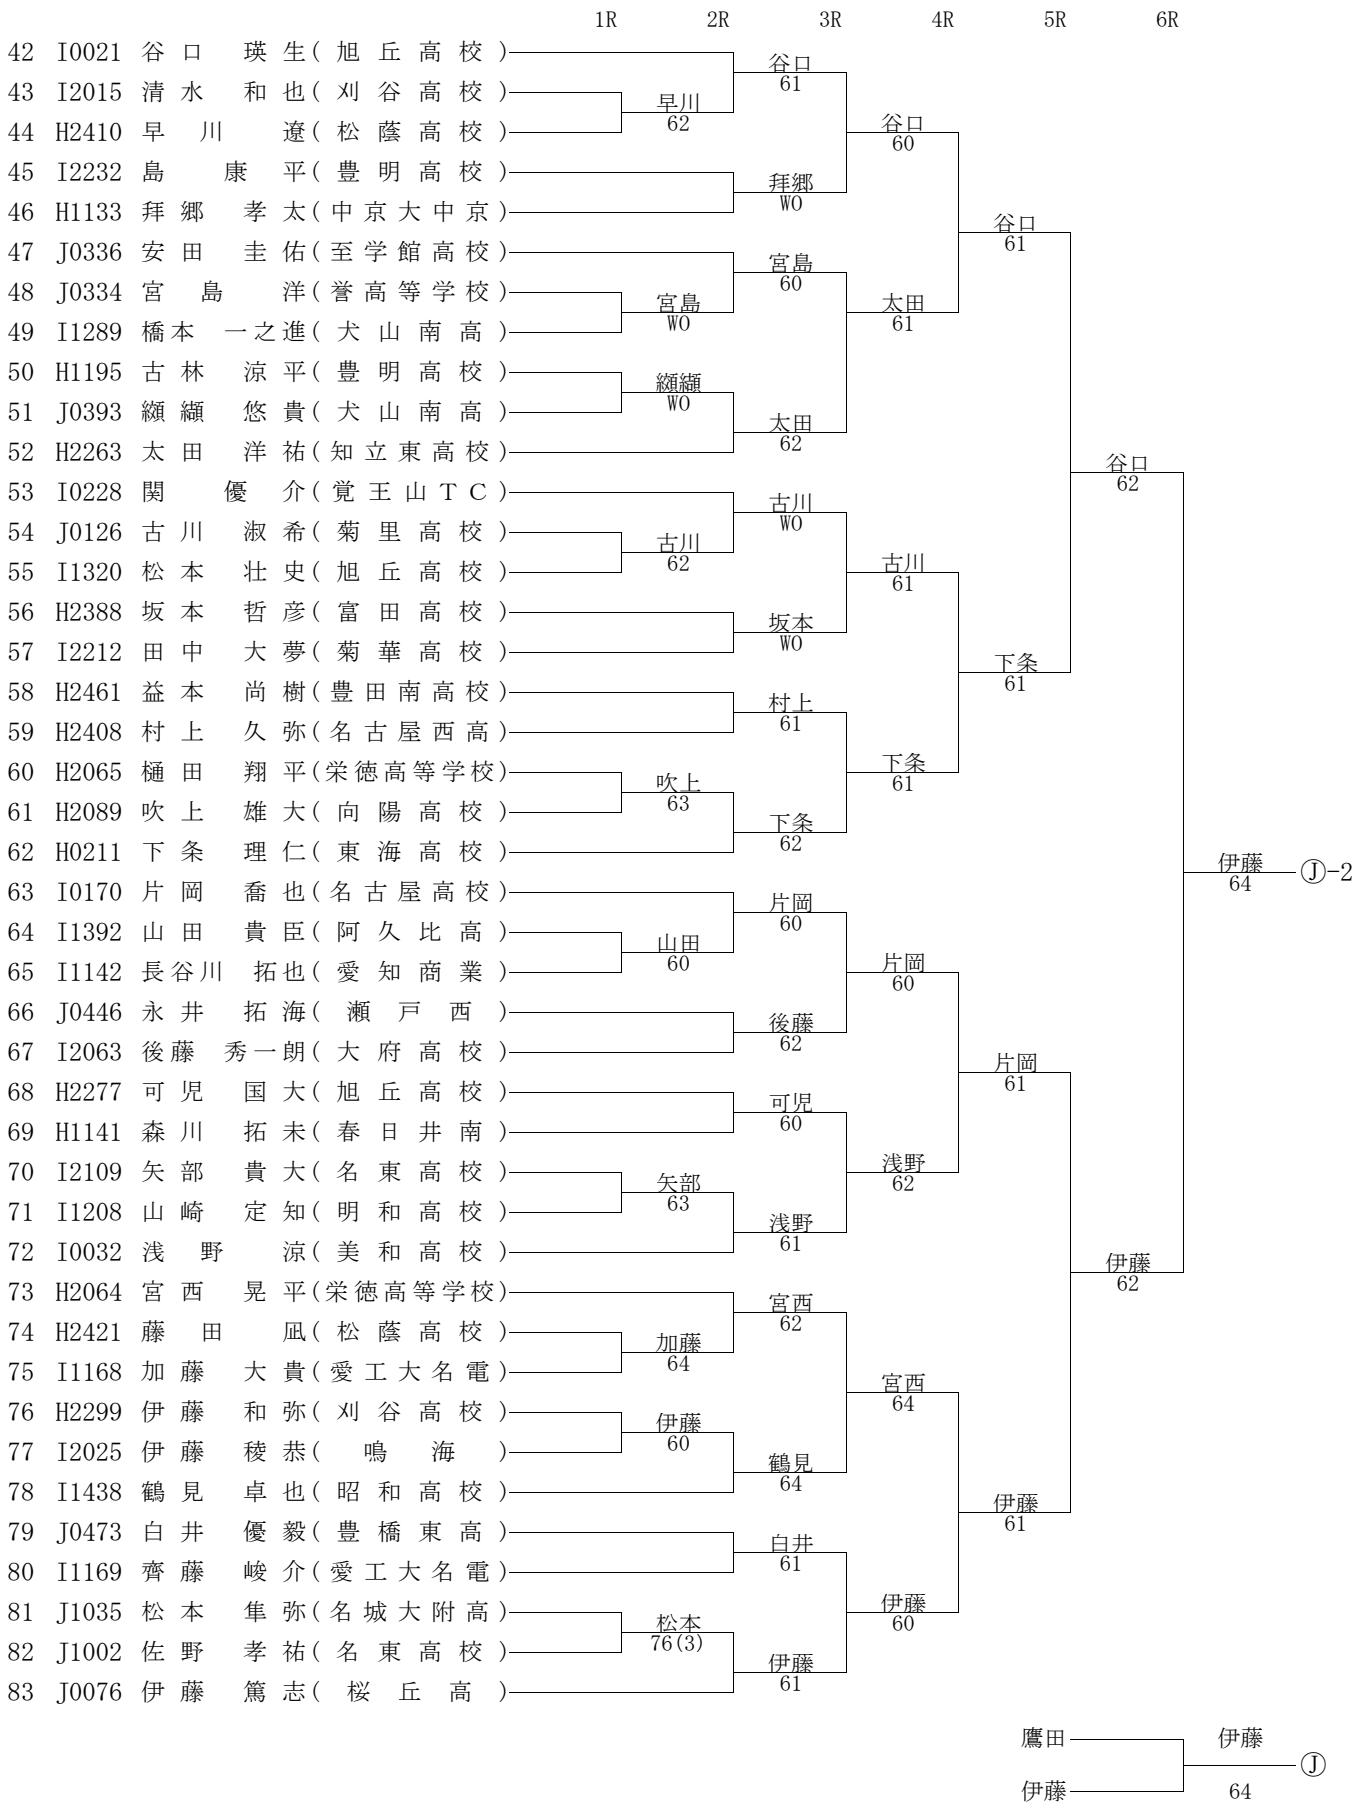 1R 2R 3R 4R 5R 6R
42 I0021 谷口 瑛生(旭丘高校)
谷口
61
43 I2015 清水 和也(刈谷高校)
早川
62
44 H2410 早川 遼(松蔭高校)
谷口
60
45 I2232 島 康平(豊明高校)
拜郷
WO
46 H1133 拜郷 孝太(中京大中京)
谷口
61
47 J0336 安田 圭佑(至学館高校)
宮島
60
48 J0334 宮島 洋(誉高等学校)
宮島
WO
太田
61
49 I1289 橋本 一之進(犬山南高)
50 H1195 古林 涼平(豊明高校)
纐纈
WO
51 J0393 纐纈 悠貴(犬山南高)
太田
62
52 H2263 太田 洋祐(知立東高校)
谷口
62
53 I0228 関 優介(覚王山TC)
古川
WO
54 J0126 古川 淑希(菊里高校)
古川
62
55 I1320 松本 壮史(旭丘高校)
古川
61
56 H2388 坂本 哲彦(富田高校)
坂本
WO
57 I2212 田中 大夢(菊華高校)
下条
61
58 H2461 益本 尚樹(豊田南高校)
村上
61
59 H2408 村上 久弥(名古屋西高)
60 H2065 樋田 翔平(栄徳高等学校)
吹上
63
下条
61
61 H2089 吹上 雄大(向陽高校)
下条
62
62 H0211 下条 理仁(東海高校)
伊藤
64
Ⓙ-2
63 I0170 片岡 喬也(名古屋高校)
片岡
60
64 I1392 山田 貴臣(阿久比高)
山田
60
65 I1142 長谷川 拓也(愛知商業)
片岡
60
66 J0446 永井 拓海(瀬戸西)
後藤
62
67 I2063 後藤 秀一朗(大府高校)
片岡
61
68 H2277 可児 国大(旭丘高校)
可児
60
69 H1141 森川 拓未(春日井南)
70 I2109 矢部 貴大(名東高校)
矢部
63
浅野
62
71 I1208 山崎 定知(明和高校)
浅野
61
72 I0032 浅野 涼(美和高校)
伊藤
62
73 H2064 宮西 晃平(栄徳高等学校)
宮西
62
74 H2421 藤田 凪(松蔭高校)
加藤
64
75 I1168 加藤 大貴(愛工大名電)
宮西
64
76 H2299 伊藤 和弥(刈谷高校)
伊藤
60
77 I2025 伊藤 稜恭(鳴海)
鶴見
64
78 I1438 鶴見 卓也(昭和高校)
伊藤
61
79 J0473 白井 優毅(豊橋東高)
白井
61
80 I1169 齊藤 峻介(愛工大名電)
81 J1035 松本 隼弥(名城大附高)
松本
76(3)
伊藤
60
82 J1002 佐野 孝祐(名東高校)
伊藤
61
83 J0076 伊藤 篤志(桜丘高)
鷹田 伊藤
Ⓙ
伊藤 64